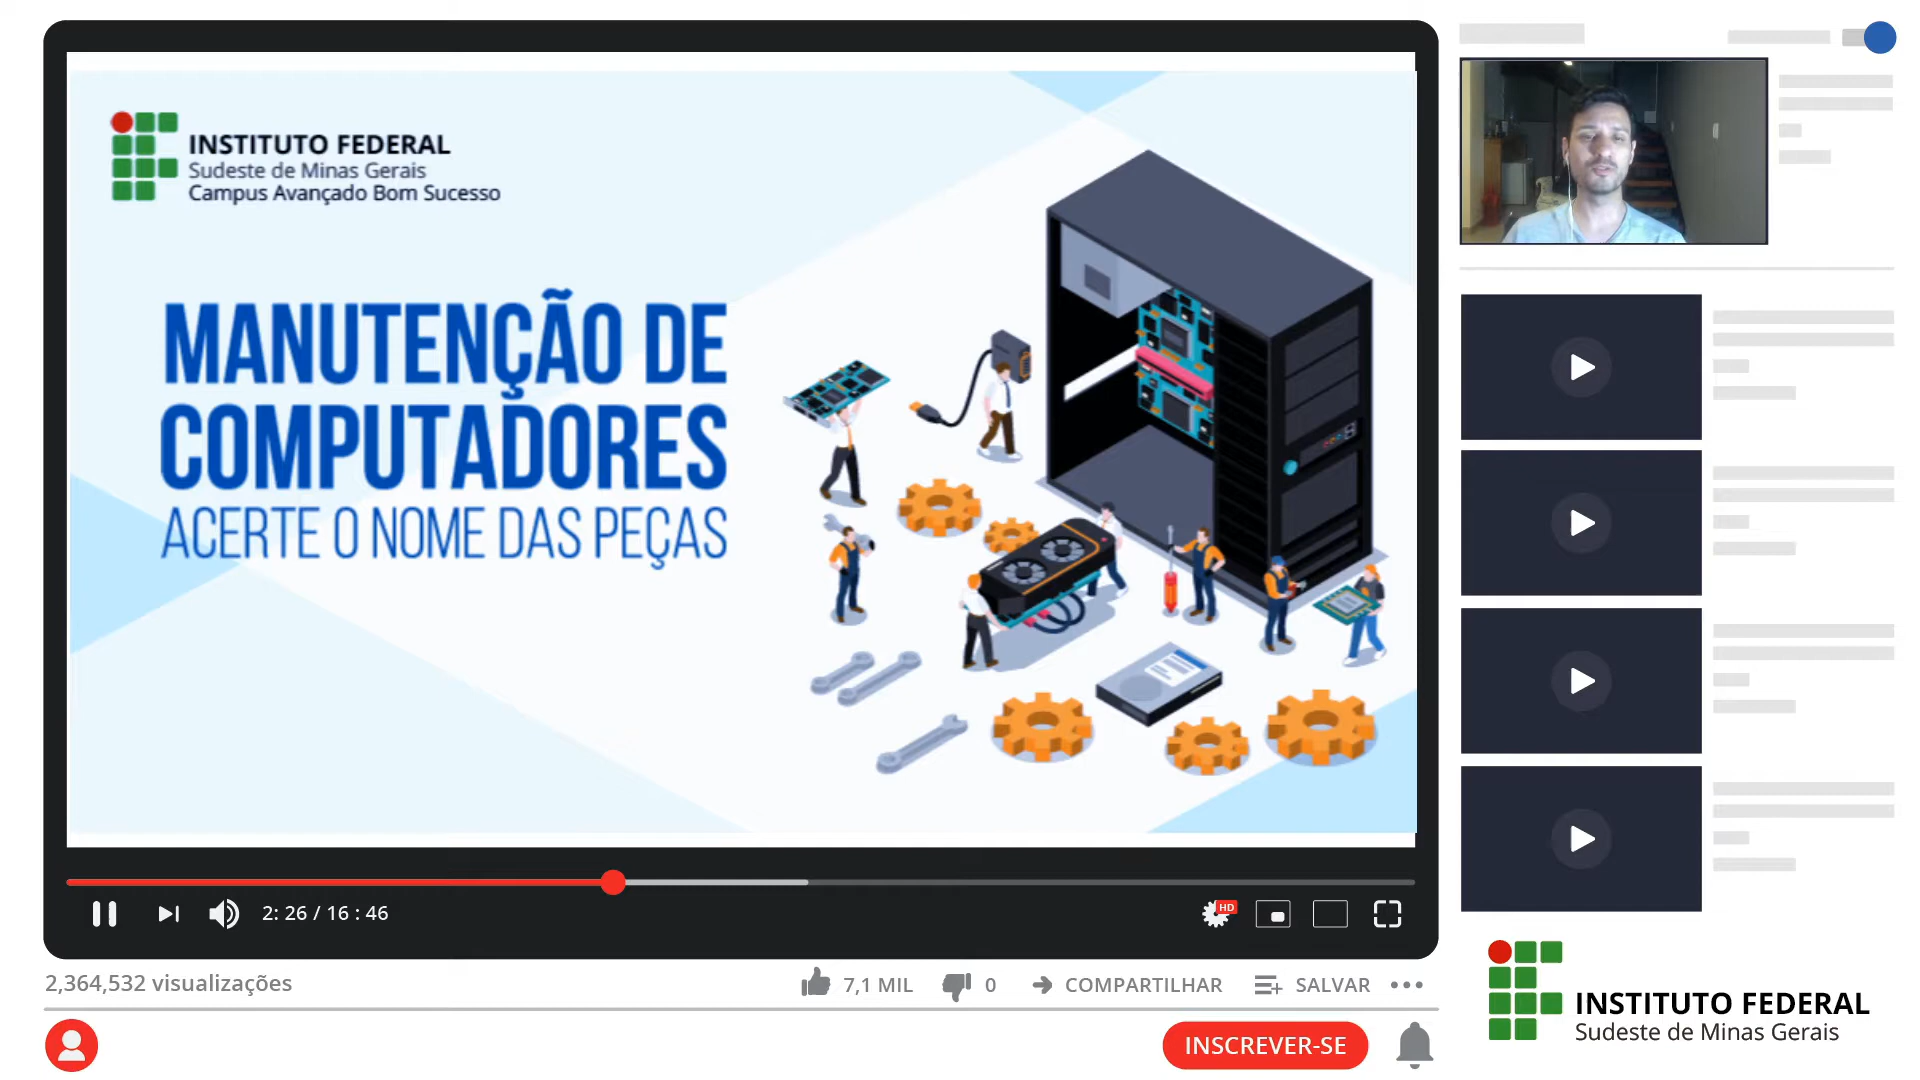 INSTITUTO FEDERAL
Sudeste de Minas Gerais
Campus Avançado Bom Sucesso
MANUTENÇÃO DE
COMPUTADORES
ACERTE O NOME DAS PEÇAS
2: 26 / 16 : 46
HD
2,364,532 visualizações
7,1 MIL
0
COMPARTILHAR
SALVAR
INSCREVER-SE
INSTITUTO FEDERAL
Sudeste de Minas Gerais